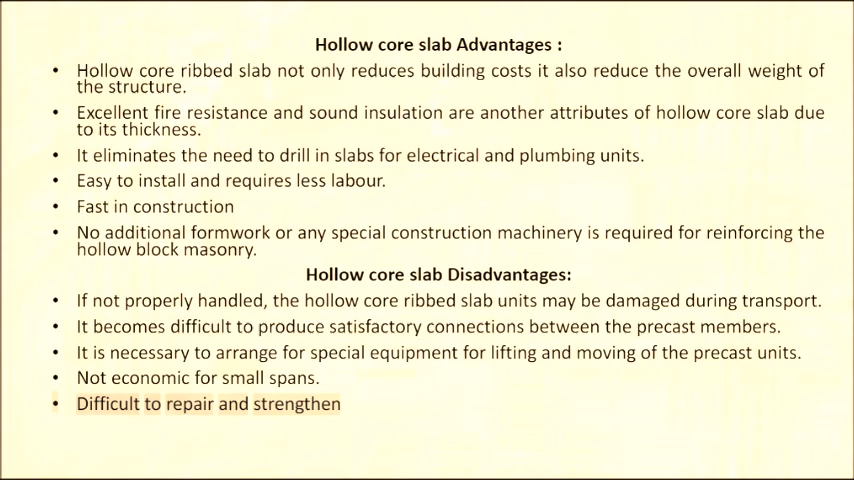 Hollow core slab Advantages :
• Hollow core ribbed slab not only reduces building costs it also reduce the overall weight of
the structure.
• Excellent fire resistance and sound insulation are another attributes of hollow core slab due
to its thickness.
• It eliminates the need to drill in slabs for electrical and plumbing units.
• Easy to install and requires less labour.
• Fast in construction
• No additional formwork or any special construction machinery is required for reinforcing the
hollow block masonry.
Hollow core slab Disadvantages:
• If not properly handled, the hollow core ribbed slab units may be damaged during transport.
• It becomes difficult to produce satisfactory connections between the precast members.
• It is necessary to arrange for special equipment for lifting and moving of the precast units.
• Not economic for small spans.
• Difficult to repair and strengthen